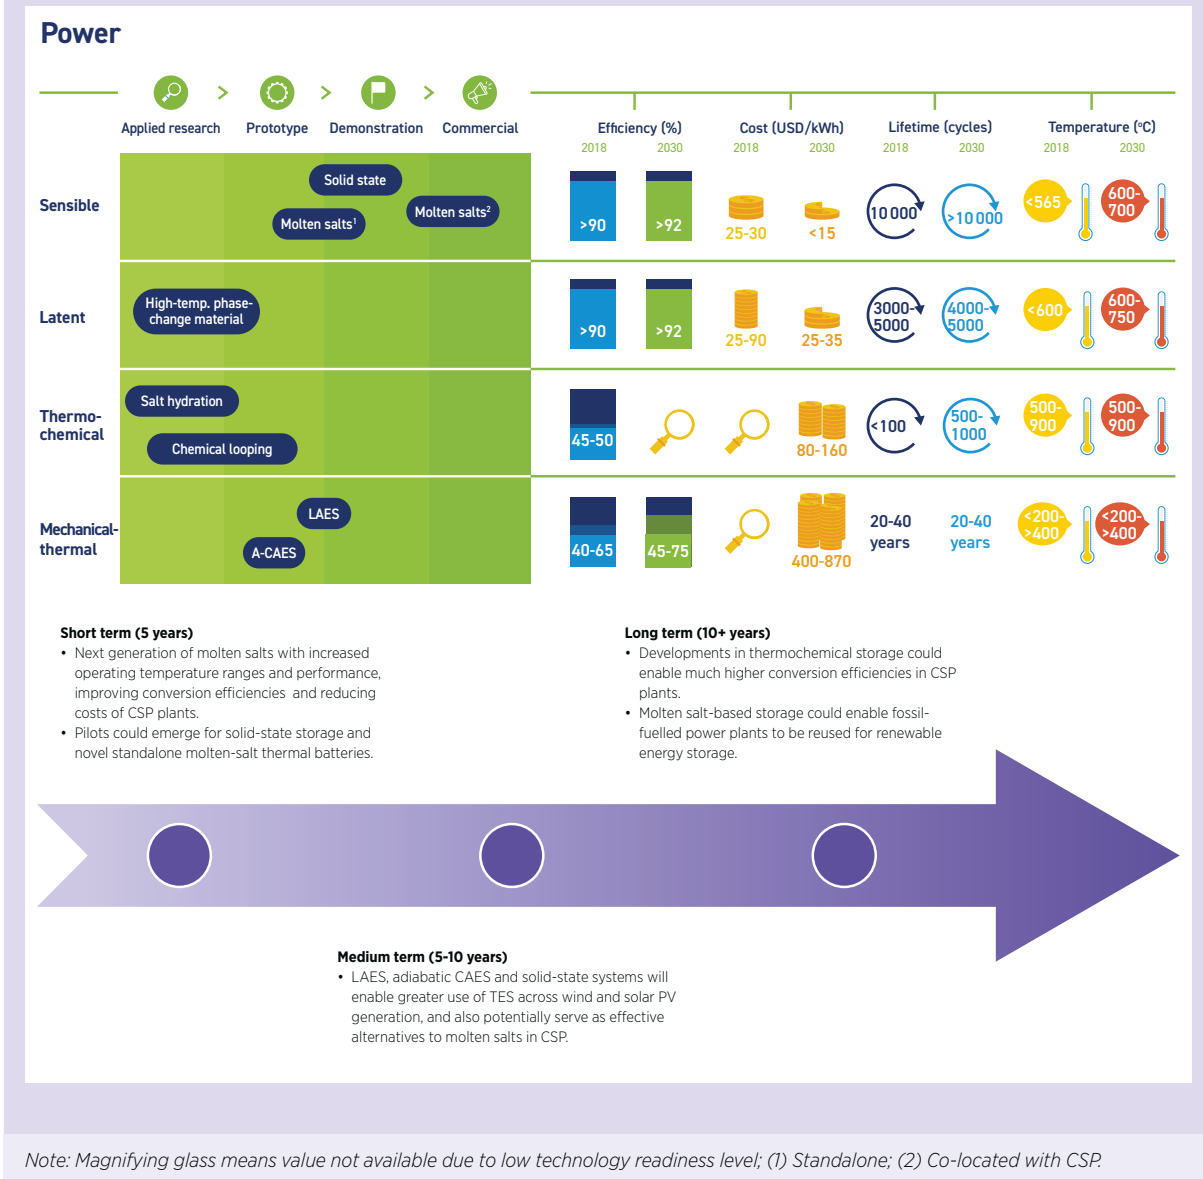 Power
Applied research
Prototype
Demonstration
Commercial
Efficiency (%)
Cost (USD/kWh)
Lifetime (cycles)
Temperature (°C)
2018
2030
2018
2030
2018
2030
2018
2030
Sensible
Solid state
Molten salts1
Molten salts2
>90
>92
25-30
<15
10 000
>10 000
<565
600-
700
Latent
High-temp. phase-
change material
>90
>92
25-90
25-35
3000-
5000
4000-
5000
<600
600-
750
Thermo-
chemical
Salt hydration
Chemical looping
45-50
80-160
<100
500-
1000
500-
900
500-
900
Mechanical-
thermal
LAES
A-CAES
40-65
45-75
400-870
20-40
years
20-40
years
<200-
>400
<200-
>400
Short term (5 years)
• Next generation of molten salts with increased
operating temperature ranges and performance,
improving conversion efficiencies and reducing
costs of CSP plants.
• Pilots could emerge for solid-state storage and
novel standalone molten-salt thermal batteries.
Long term (10+ years)
• Developments in thermochemical storage could
enable much higher conversion efficiencies in CSP
plants.
• Molten salt-based storage could enable fossil-
fuelled power plants to be reused for renewable
energy storage.
Medium term (5-10 years)
• LAES, adiabatic CAES and solid-state systems will
enable greater use of TES across wind and solar PV
generation, and also potentially serve as effective
alternatives to molten salts in CSP.
Note: Magnifying glass means value not available due to low technology readiness level; (1) Standalone; (2) Co-located with CSP.